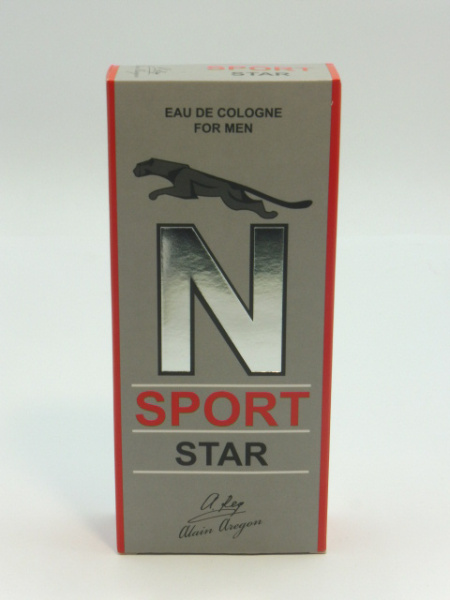 SPORT
STAR
EAU DE COLOGNE
FOR MEN
N
SPORT
STAR
Alain Aregon